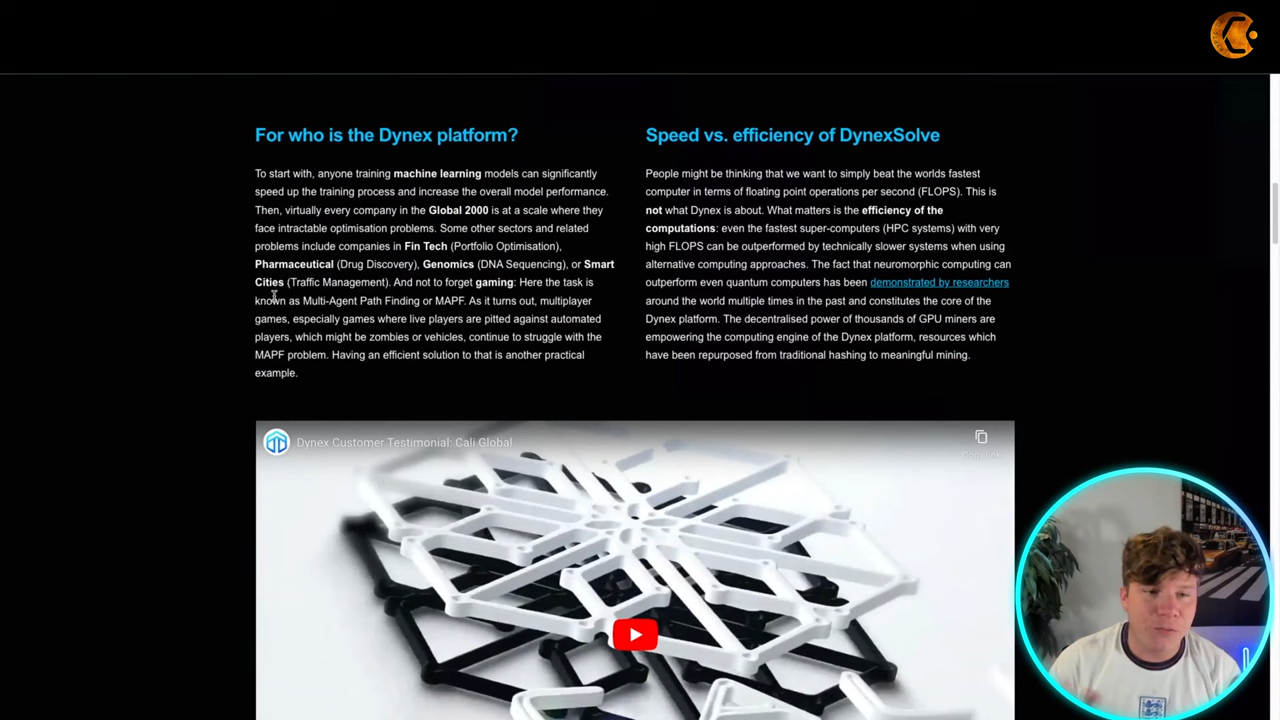 For who is the Dynex platform?
To start with, anyone training machine learning models can significantly
speed up the training process and increase the overall model performance.
Then, virtually every company in the Global 2000 is at a scale where they
face intractable optimisation problems. Some other sectors and related
problems include companies in Fin Tech (Portfolio Optimisation),
Pharmaceutical (Drug Discovery), Genomics (DNA Sequencing), or Smart
Cities (Traffic Management). And not to forget gaming: Here the task is
known as Multi-Agent Path Finding or MAPF. As it turns out, multiplayer
games, especially games where live players are pitted against automated
players, which might be zombies or vehicles, continue to struggle with the
MAPF problem. Having an efficient solution to that is another practical
example.
Speed vs. efficiency of DynexSolve
People might be thinking that we want to simply beat the worlds fastest
computer in terms of floating point operations per second (FLOPS). This is
not what Dynex is about. What matters is the efficiency of the
computations: even the fastest super-computers (HPC systems) with very
high FLOPS can be outperformed by technically slower systems when using
alternative computing approaches. The fact that neuromorphic computing can
outperform even quantum computers has been demonstrated by researchers
around the world multiple times in the past and constitutes the core of the
Dynex platform. The decentralised power of thousands of GPU miners are
empowering the computing engine of the Dynex platform, resources which
have been repurposed from traditional hashing to meaningful mining.
Dynex Customer Testimonial: Cali Global
Copy link